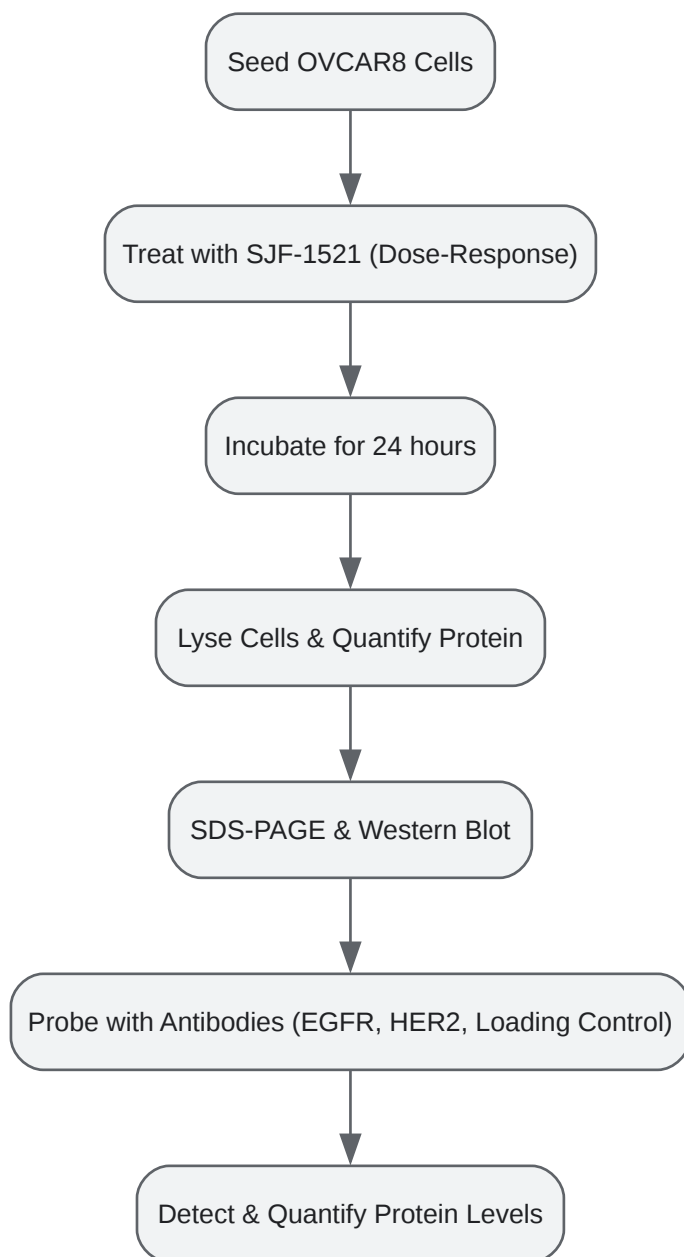 Seed OVCAR8 Cells
Treat with SJF-1521 (Dose-Response)
Incubate for 24 hours
Lyse Cells & Quantify Protein
SDS-PAGE & Western Blot
Probe with Antibodies (EGFR, HER2, Loading Control)
Detect & Quantify Protein Levels